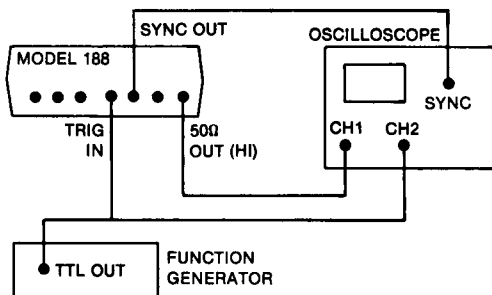 SYNC OUT
OSCILLOSCOPE
MODEL 188
SYNC
TRIG
IN
50Ω
OUT (HI)
CH1
CH2
TTL OUT
FUNCTION
GENERATOR